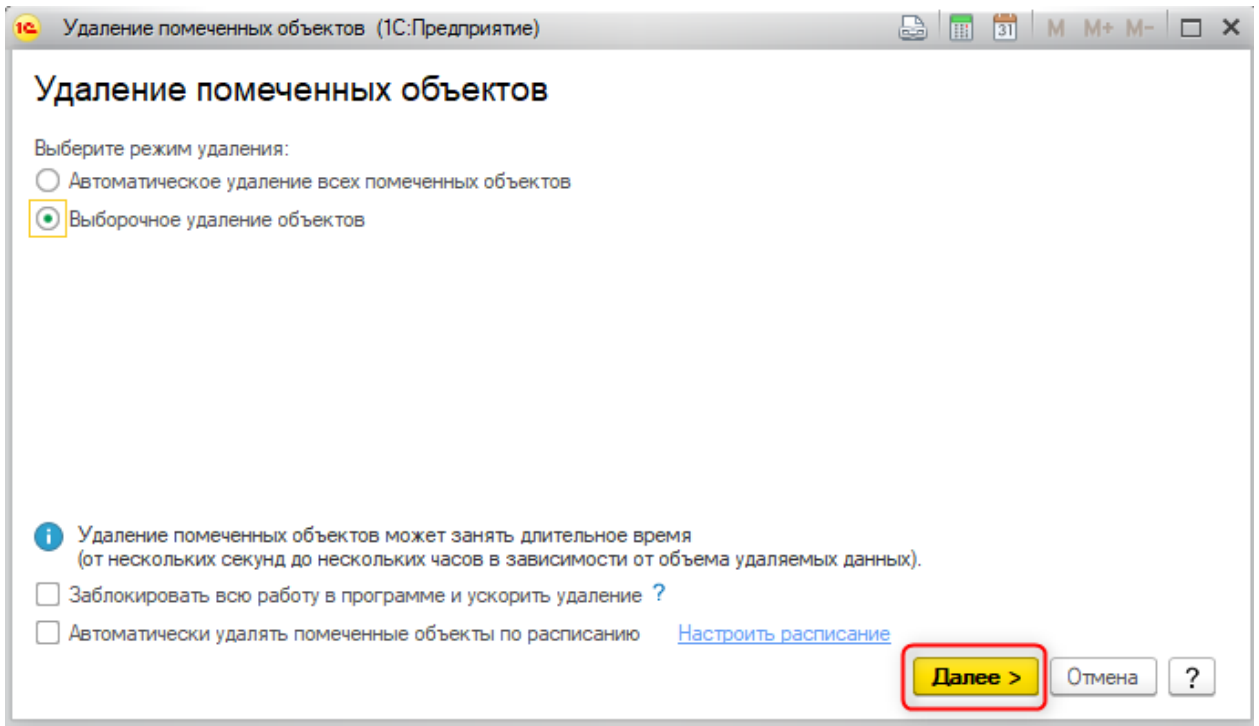 1С Удаление помеченных объектов (1С:Предприятие) 31 M M+ M-
Удаление помеченных объектов
Выберите режим удаления:
Автоматическое удаление всех помеченных объектов
Выборочное удаление объектов
i Удаление помеченных объектов может занять длительное время
(от нескольких секунд до нескольких часов в зависимости от объема удаляемых данных).
Заблокировать всю работу в программе и ускорить удаление ?
Автоматически удалять помеченные объекты по расписанию Настроить расписание
Далее > Отмена ?